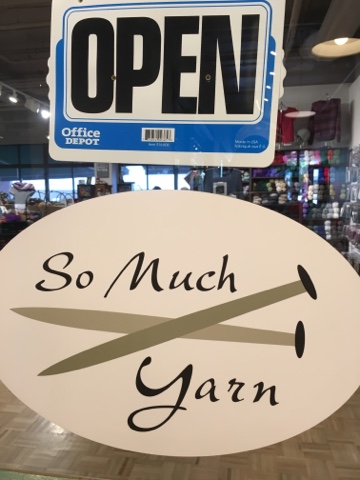 OPEN
Office
DEPOT
So Much
Yarn